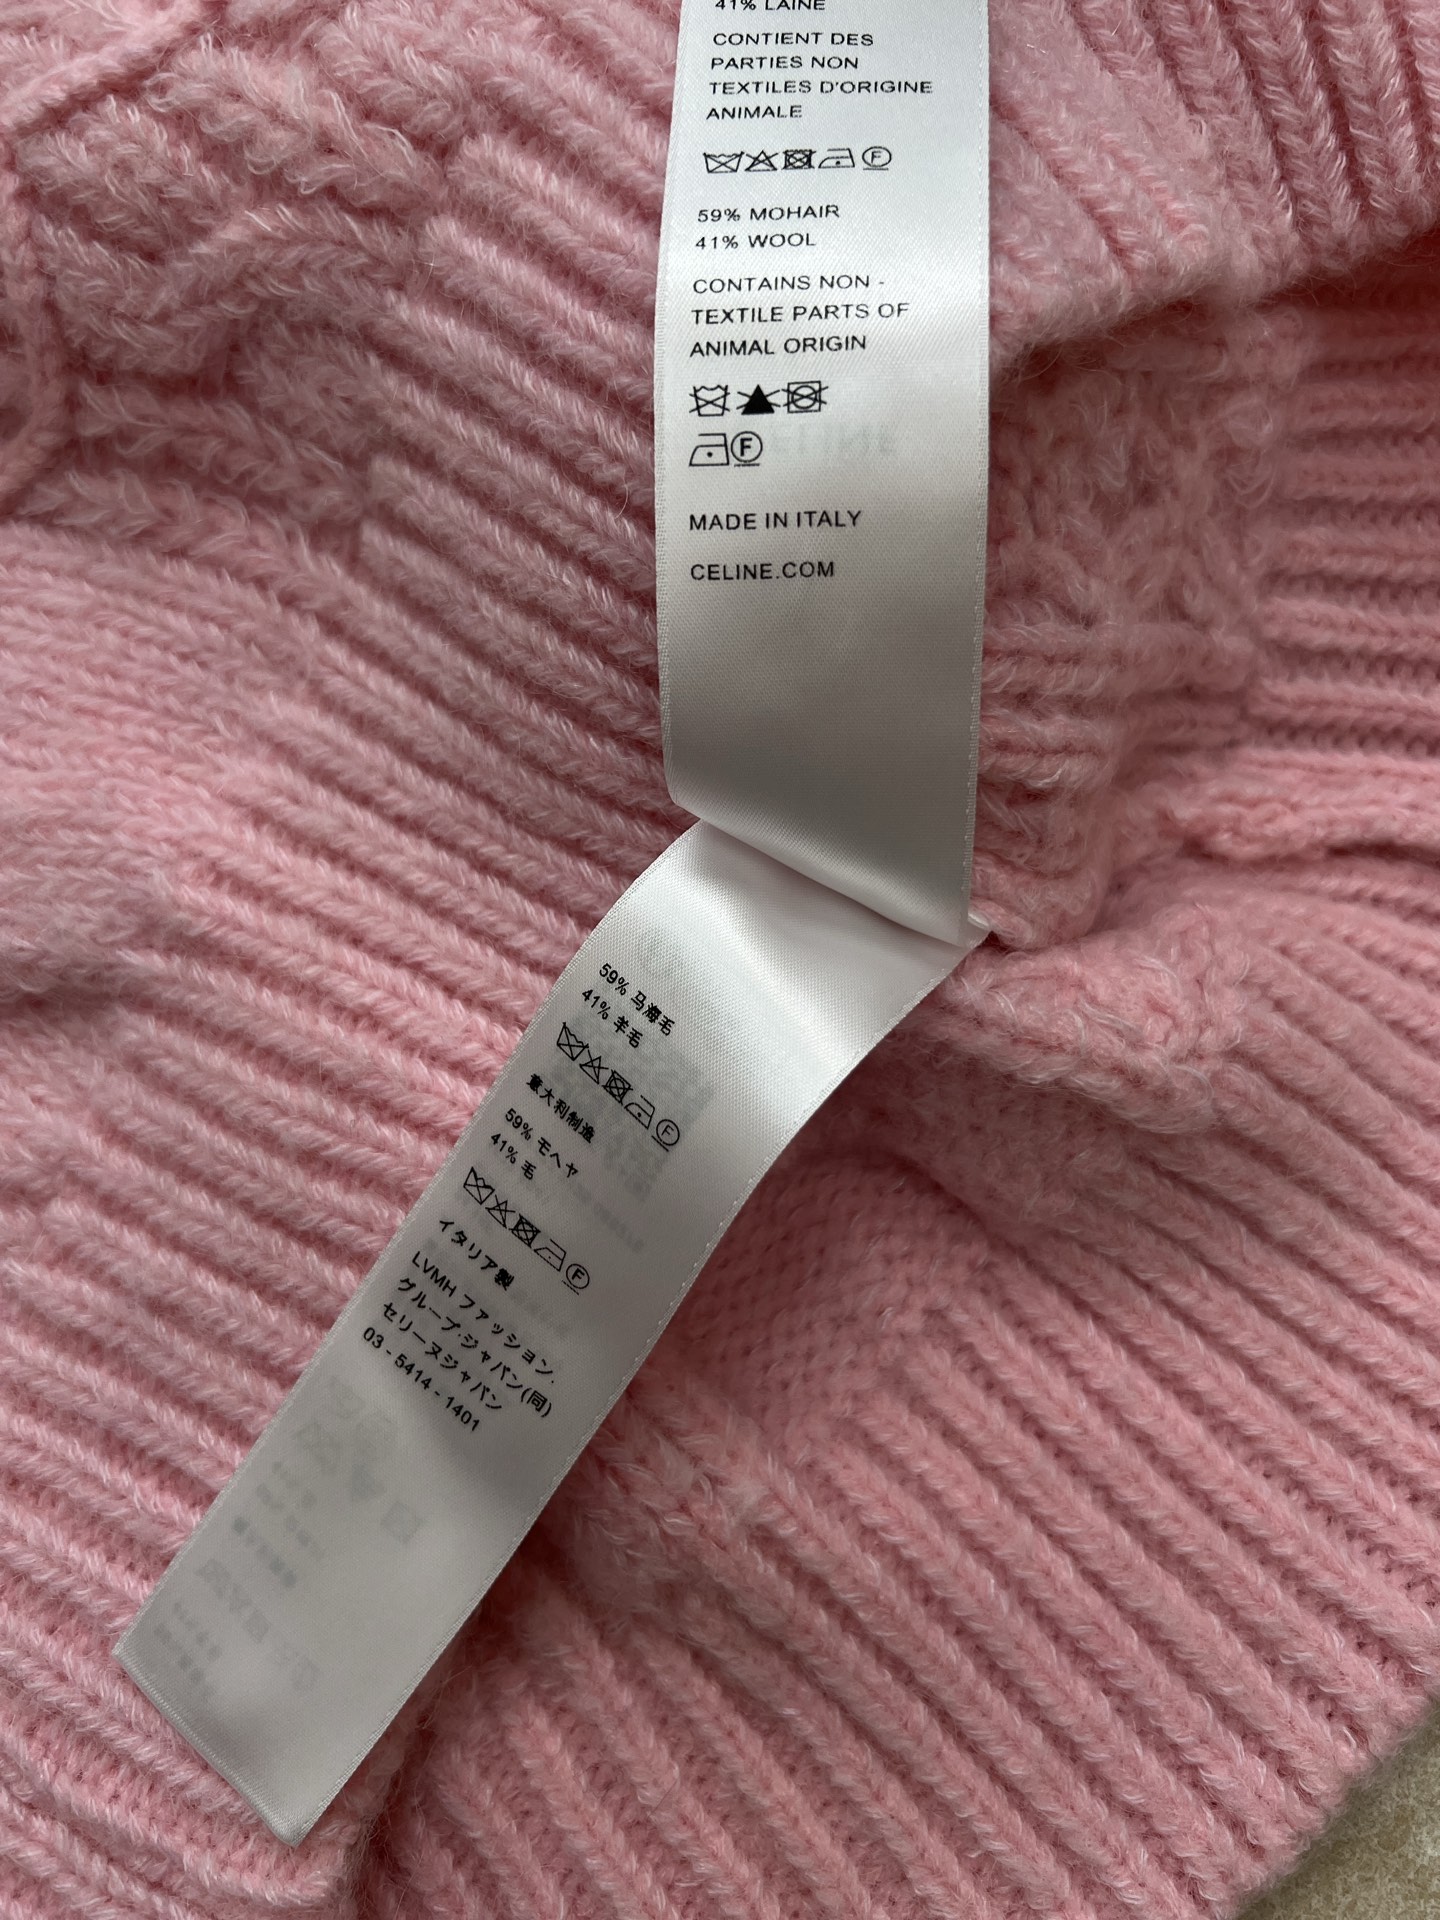 41% LAINE
CONTIENT DES
PARTIES NON
TEXTILES D'ORIGINE
ANIMALE
F
59% MOHAIR
41% WOOL
CONTAINS NON -
TEXTILE PARTS OF
ANIMAL ORIGIN
F
MADE IN ITALY
CELINE.COM
59% 马海毛
41% 羊毛
F
意大利制造
59% モヘヤ
41% 毛
F
イタリア製
LVMH ファッション.
グループ.ジャパン(同)
セリーヌジャパン
03 - 5414 - 1401